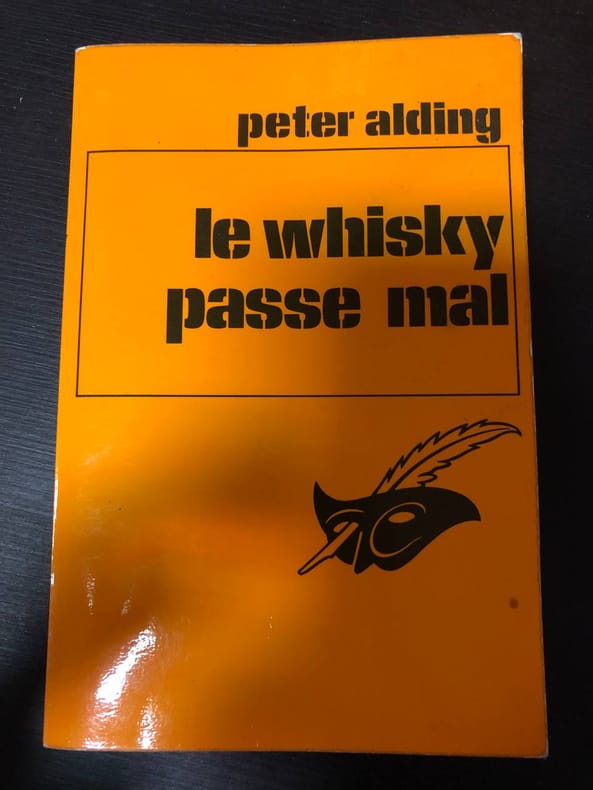 peter alding
le whisky
passe mal